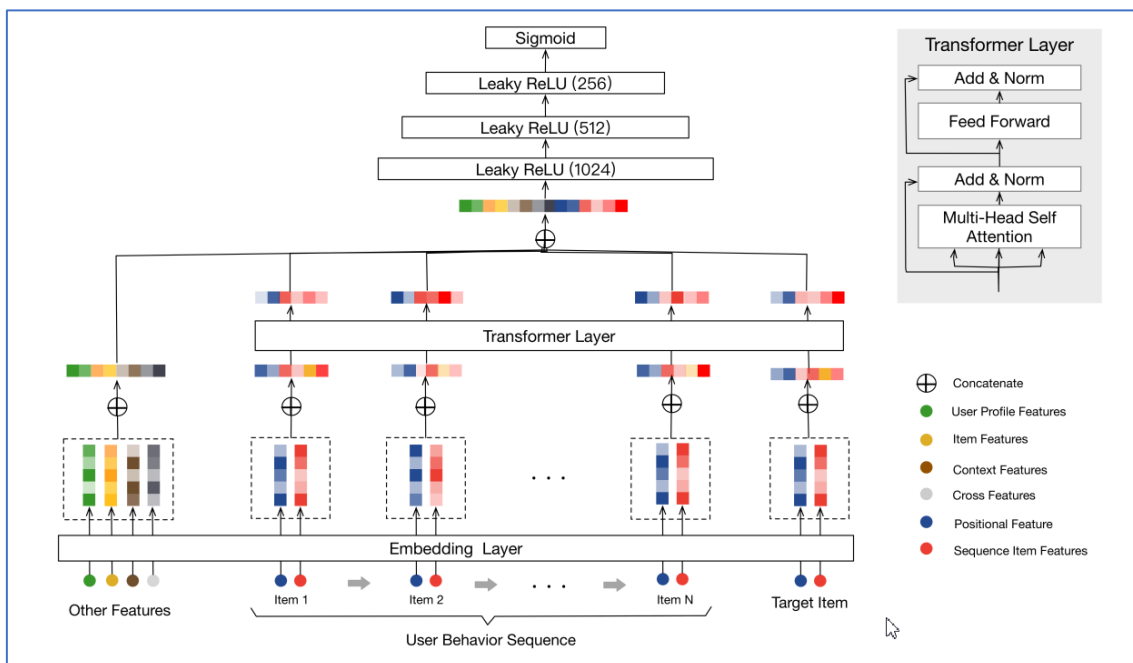 Sigmoid
Leaky ReLU (256)
Leaky ReLU (512)
Leaky ReLU (1024)
Transformer Layer
Embedding Layer
Other Features
Item 1
Item 2
. . .
Item N
Target Item
User Behavior Sequence
Transformer Layer
Add & Norm
Feed Forward
Add & Norm
Multi-Head Self
Attention
Concatenate
User Profile Features
Item Features
Context Features
Cross Features
Positional Feature
Sequence Item Features